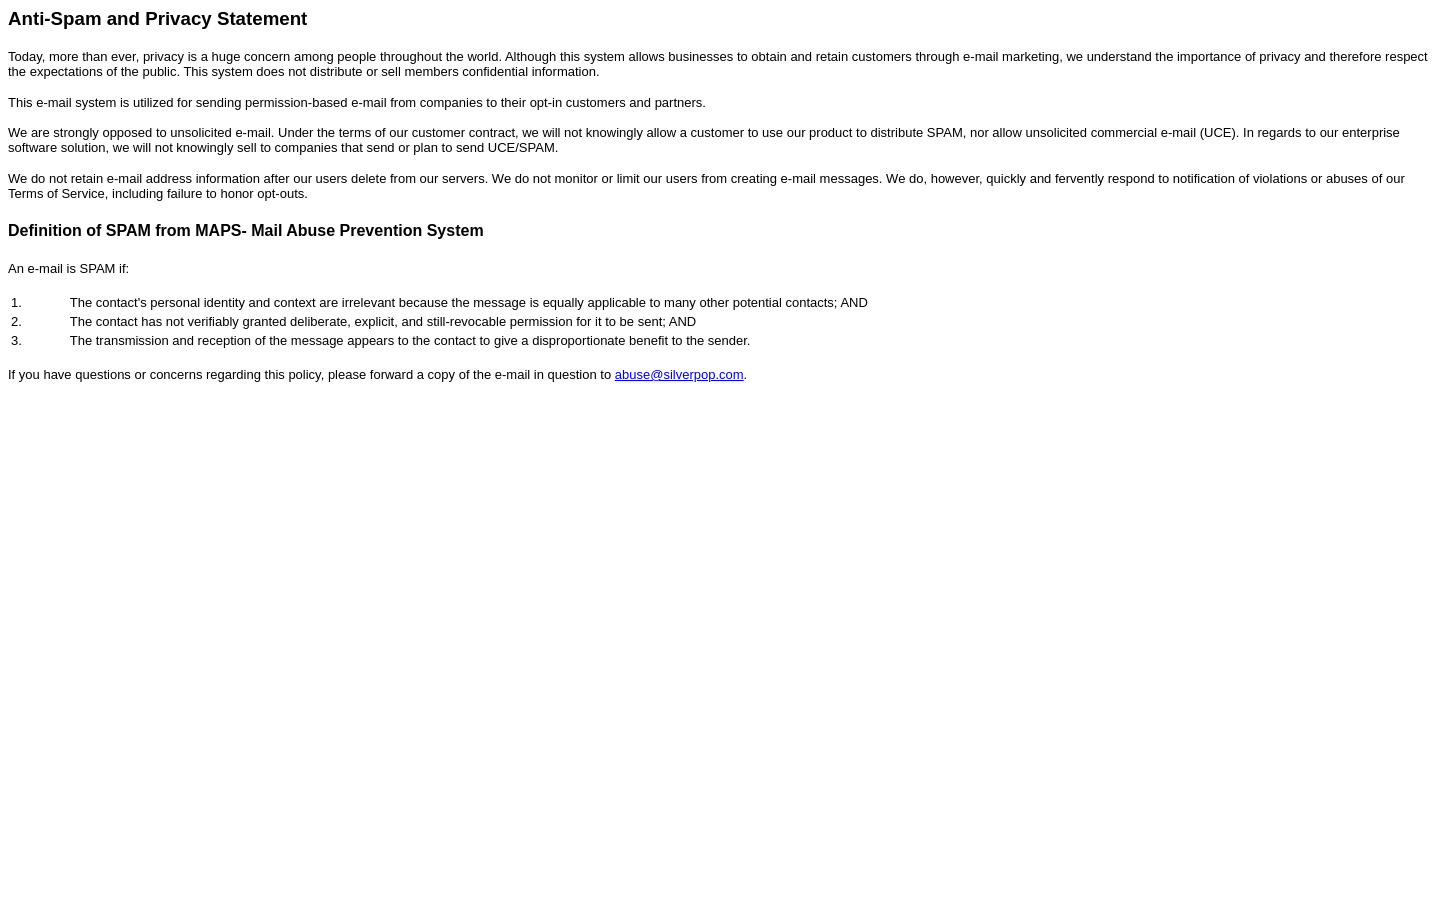 Anti-Spam and Privacy Statement
Today, more than ever, privacy is a huge concern among people throughout the world. Although this system allows businesses to obtain and retain customers through e-mail marketing, we understand the importance of privacy and therefore respect
the expectations of the public. This system does not distribute or sell members confidential information.
This e-mail system is utilized for sending permission-based e-mail from companies to their opt-in customers and partners.
We are strongly opposed to unsolicited e-mail. Under the terms of our customer contract, we will not knowingly allow a customer to use our product to distribute SPAM, nor allow unsolicited commercial e-mail (UCE). In regards to our enterprise
software solution, we will not knowingly sell to companies that send or plan to send UCE/SPAM.
We do not retain e-mail address information after our users delete from our servers. We do not monitor or limit our users from creating e-mail messages. We do, however, quickly and fervently respond to notification of violations or abuses of our
Terms of Service, including failure to honor opt-outs.
Definition of SPAM from MAPS- Mail Abuse Prevention System
An e-mail is SPAM if:
1. The contact's personal identity and context are irrelevant because the message is equally applicable to many other potential contacts; AND
2. The contact has not verifiably granted deliberate, explicit, and still-revocable permission for it to be sent; AND
3. The transmission and reception of the message appears to the contact to give a disproportionate benefit to the sender.
If you have questions or concerns regarding this policy, please forward a copy of the e-mail in question to abuse@silverpop.com.